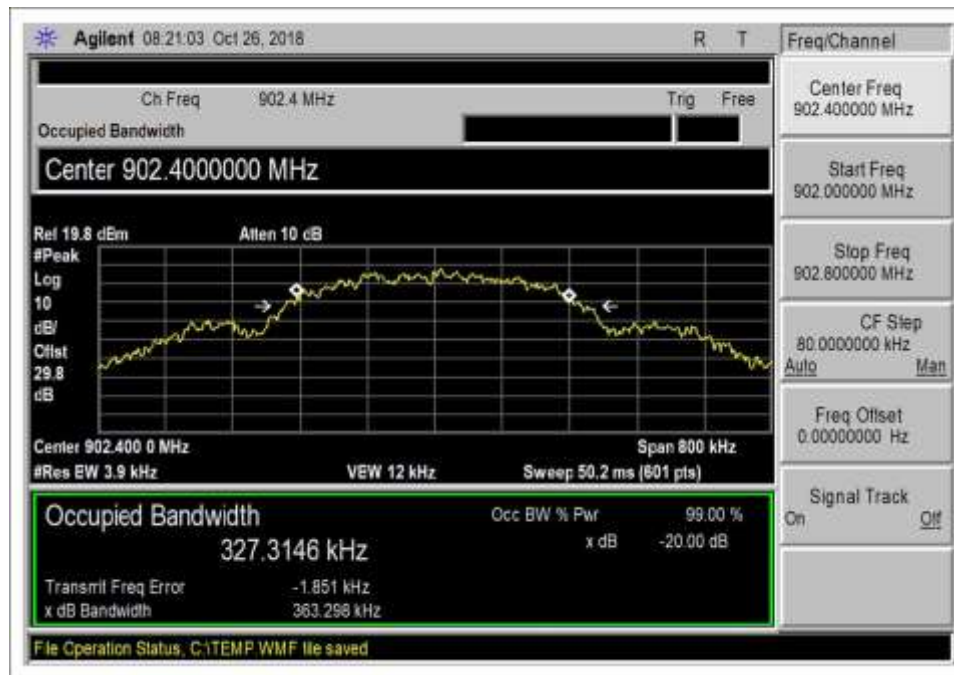 Agilent 08:21:03 Oct 26, 2018 R T
Freq/Channel
Ch Freq 902.4 MHz Trig Free
Occupied Bandwidth
Center 902.4000000 MHz
Ref 19.8 dBm Atten 10 dB
#Peak
Log
10
dB/
Offst
29.8
dB
Center 902.400 0 MHz Span 800 kHz
#Res BW 3.9 kHz VBW 12 kHz Sweep 50.2 ms (601 pts)
Occupied Bandwidth Occ BW % Pwr 99.00 %
327.3146 kHz x dB -20.00 dB
Transmit Freq Error -1.851 kHz
x dB Bandwidth 363.298 kHz
File Operation Status, C:\TEMP WMF file saved
Center Freq
902.400000 MHz
Start Freq
902.000000 MHz
Stop Freq
902.800000 MHz
CF Step
80.0000000 kHz
Auto Man
Freq Offset
0.00000000 Hz
Signal Track
On Off